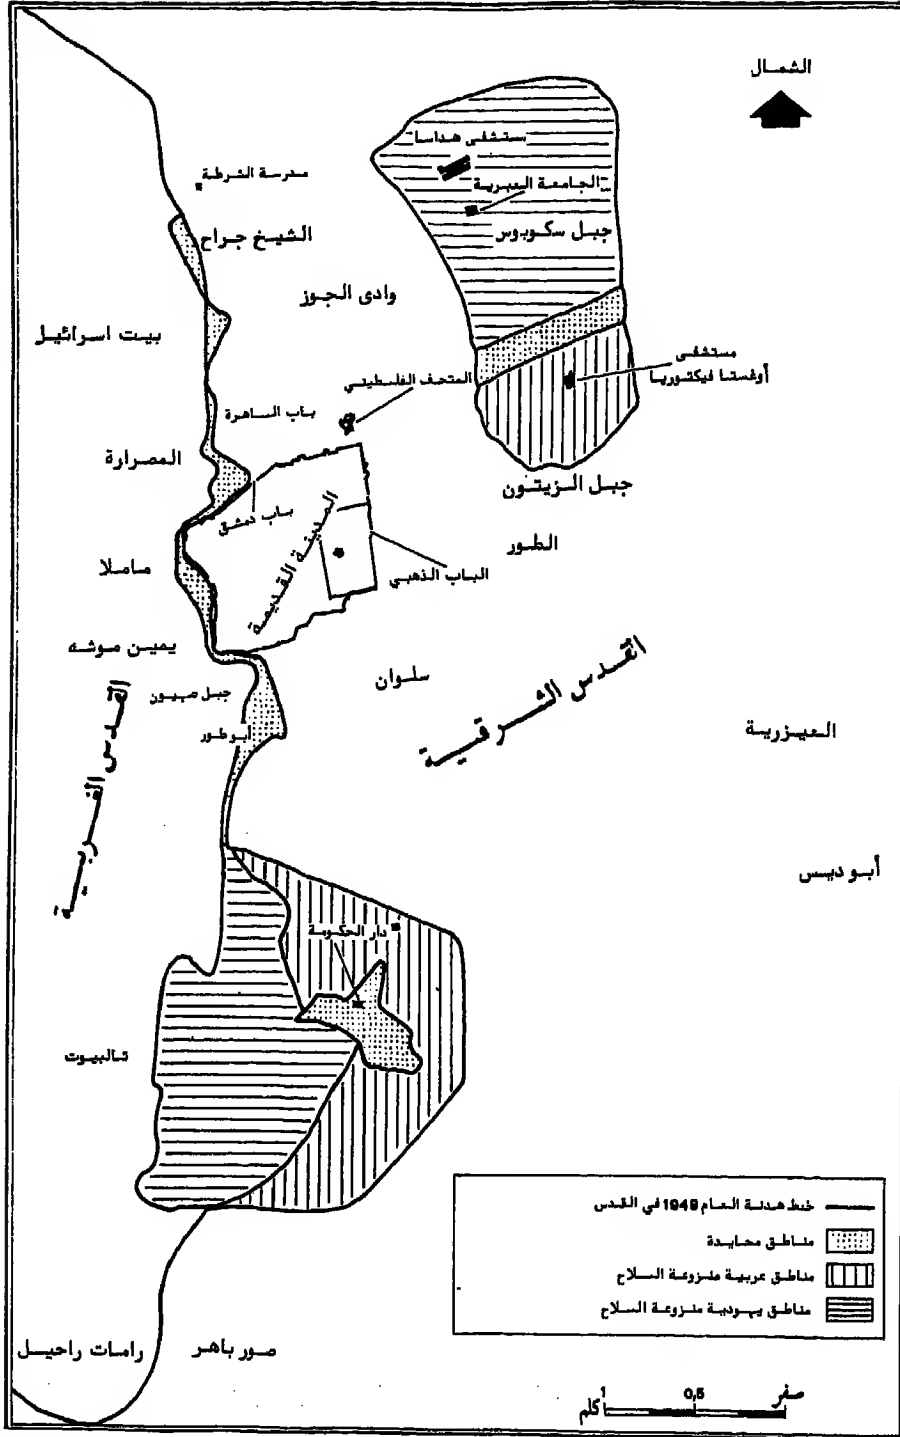 الشمال
مستشفى هداسا
مدرسة الشرطة
الجامعة العبرية
الشيخ جراح
جبل سكوبوس
وادى الجوز
بيت اسرائيل
مستشفى
أوغستا فيكتوريا
المتحف الفلسطيني
باب الساهرة
المصرارة
جبل الزيتون
باب دمشق
المدينة القديمة
الطور
ماملا
الباب الذهبي
يمين موشه
سلوان
القدس الشرقية
جبل صهيون
أبو طور
العيزرية
القدس الغربية
أبو ديس
دار الحكومة
تالبيوت
خط هدنة العام 1949 في القدس
مناطق محايدة
مناطق عربية منزوعة السلاح
مناطق يهودية منزوعة السلاح
صور باهر
رامات راحيل
صفر 0,5 1
كلم